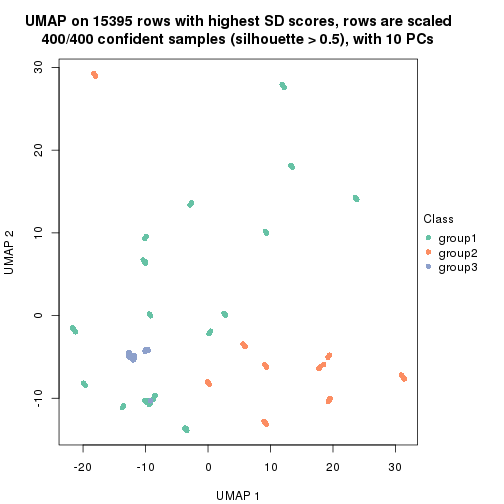 UMAP on 15395 rows with highest SD scores, rows are scaled
400/400 confident samples (silhouette > 0.5), with 10 PCs
30
20
10
0
-10
UMAP 2
-20 -10 0 10 20 30
UMAP 1
Class
group1
group2
group3